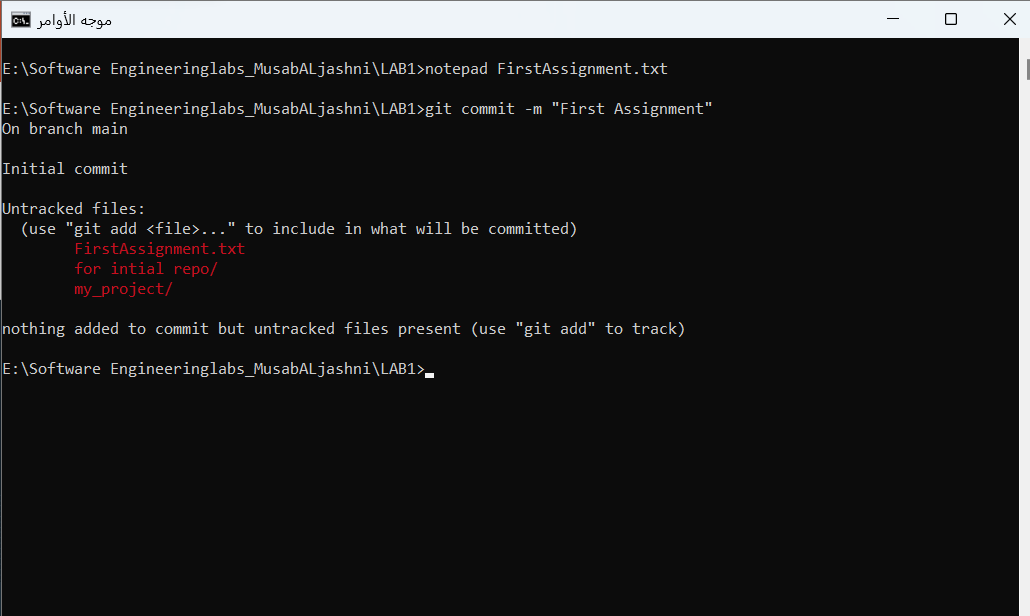 موجه الأوامر
E:\Software Engineeringlabs_MusabALjashni\LAB1>notepad FirstAssignment.txt
E:\Software Engineeringlabs_MusabALjashni\LAB1>git commit -m "First Assignment"
On branch main
Initial commit
Untracked files:
  (use "git add <file>..." to include in what will be committed)
        FirstAssignment.txt
        for intial repo/
        my_project/
nothing added to commit but untracked files present (use "git add" to track)
E:\Software Engineeringlabs_MusabALjashni\LAB1>